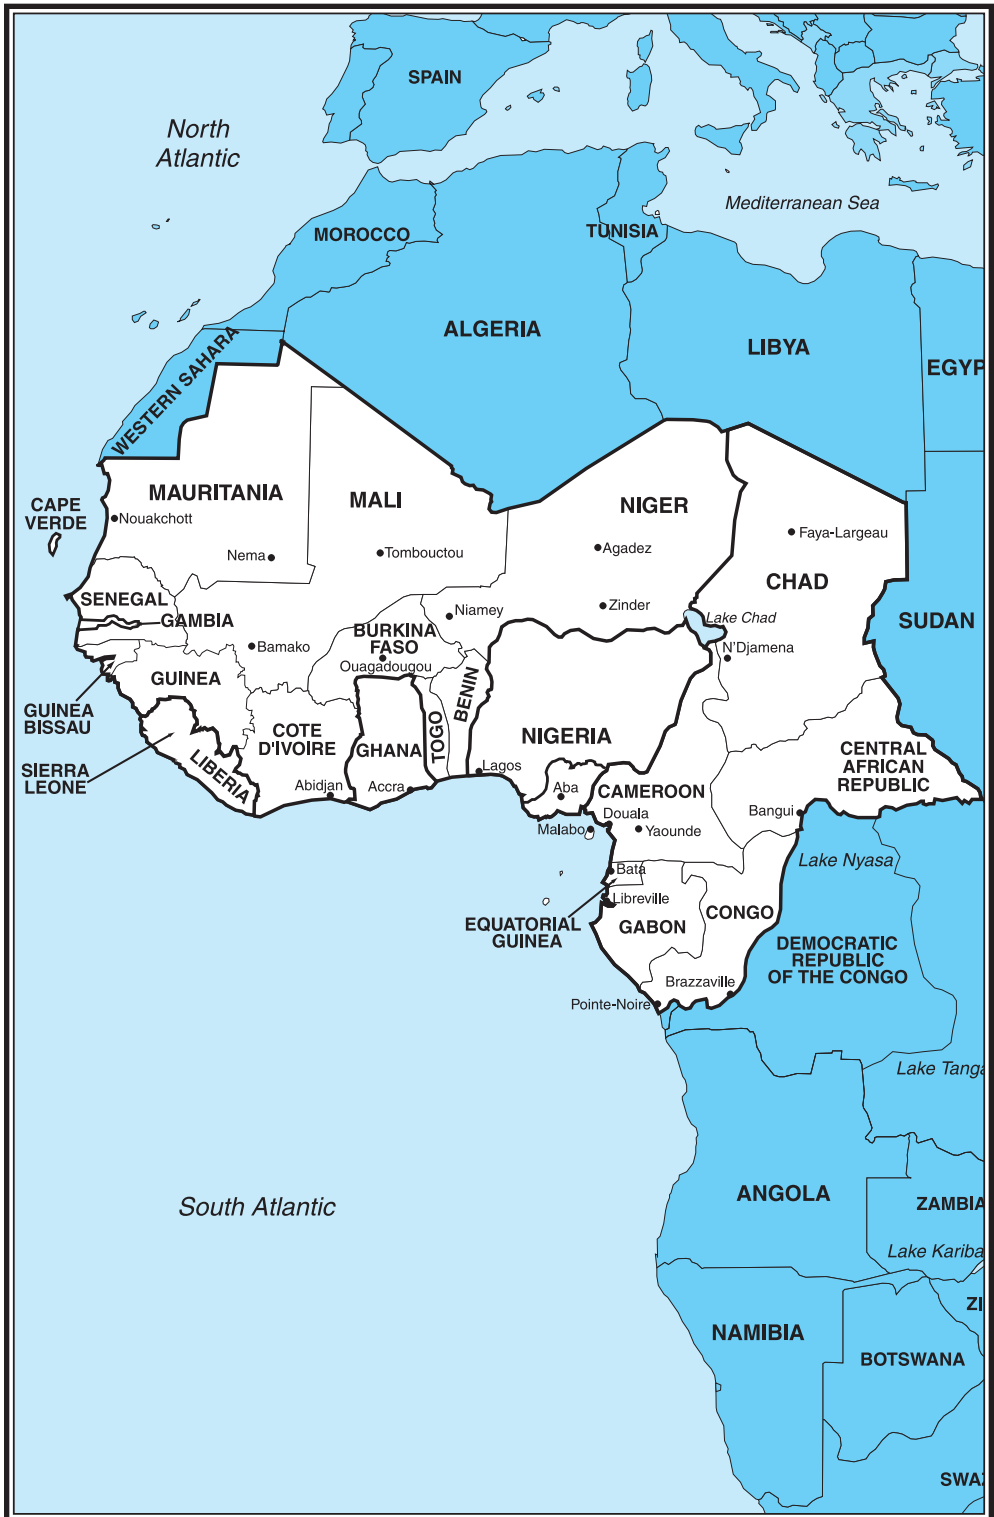 SPAIN
North
Atlantic
Mediterranean Sea
MOROCCO
TUNISIA
ALGERIA
LIBYA
EGYP
WESTERN SAHARA
MAURITANIA
MALI
NIGER
CAPE
VERDE
Nouakchott
Faya-Largeau
Nema
Tombouctou
Agadez
CHAD
SENEGAL
Niamey
Zinder
Lake Chad
SUDAN
GAMBIA
BURKINA
FASO
Bamako
N'Djamena
Ouagadougou
GUINEA
BENIN
GUINEA
BISSAU
COTE
D'IVOIRE
GHANA
TOGO
NIGERIA
CENTRAL
AFRICAN
REPUBLIC
SIERRA
LEONE
LIBERIA
Lagos
Abidjan
Accra
Aba
CAMEROON
Douala
Bangui
Malabo
Yaounde
Lake Nyasa
Bata
Libreville
EQUATORIAL
GUINEA
GABON
CONGO
DEMOCRATIC
REPUBLIC
OF THE CONGO
Brazzaville
Pointe-Noire
Lake Tanga
South Atlantic
ANGOLA
ZAMBIA
Lake Kariba
ZI
NAMIBIA
BOTSWANA
SWAZ